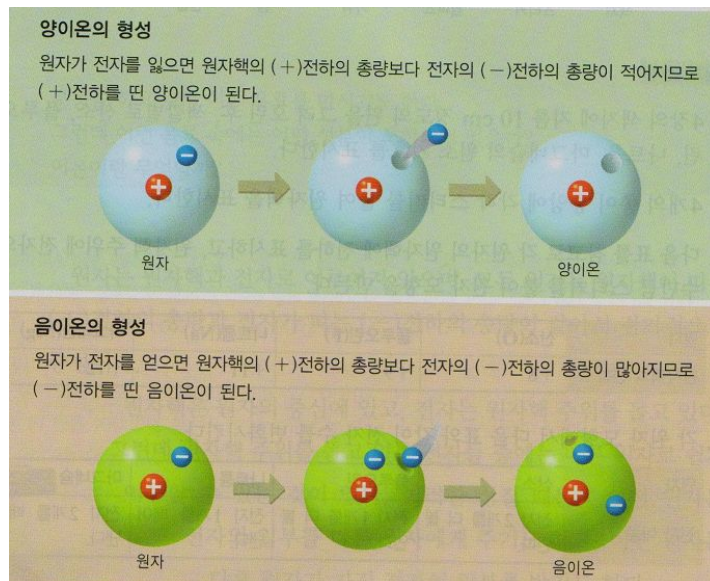 양이온의 형성
원자가 전자를 잃으면 원자핵의 (+)전하의 총량보다 전자의 (-)전하의 총량이 적어지므로
(+)전하를 띤 양이온이 된다.
원자
양이온
음이온의 형성
원자가 전자를 얻으면 원자핵의 (+)전하의 총량보다 전자의 (-)전하의 총량이 많아지므로
(-)전하를 띤 음이온이 된다.
원자
음이온